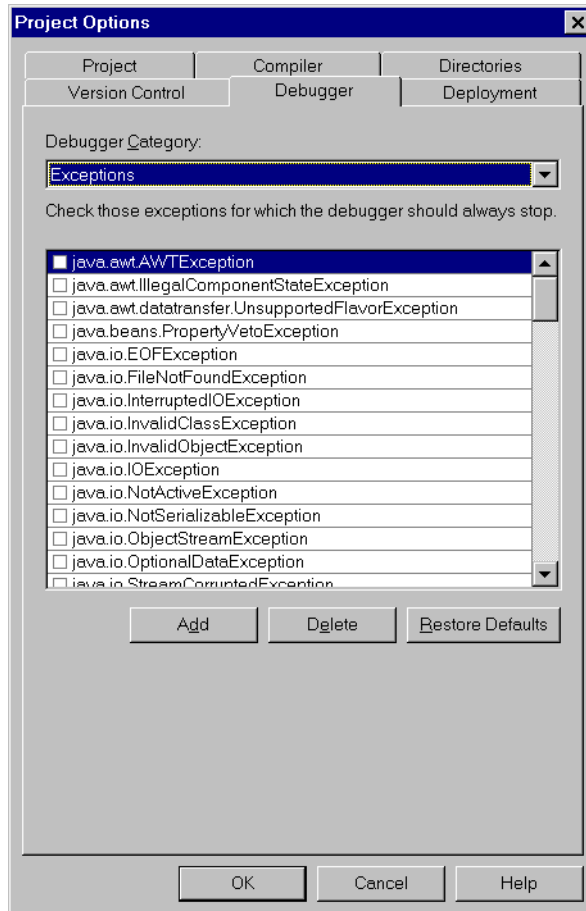 Project Options
Project Compiler Directories
Version Control Debugger Deployment
Debugger Category:
Exceptions
Check those exceptions for which the debugger should always stop.
java.awt.AWTException
java.awt.IllegalComponentStateException
java.awt.datatransfer.UnsupportedFlavorException
java.beans.PropertyVetoException
java.io.EOFException
java.io.FileNotFoundException
java.io.InterruptedIOException
java.io.InvalidClassException
java.io.InvalidObjectException
java.io.IOException
java.io.NotActiveException
java.io.NotSerializableException
java.io.ObjectStreamException
java.io.OptionalDataException
java.io.StreamCorruptedException
Add Delete Restore Defaults
OK Cancel Help